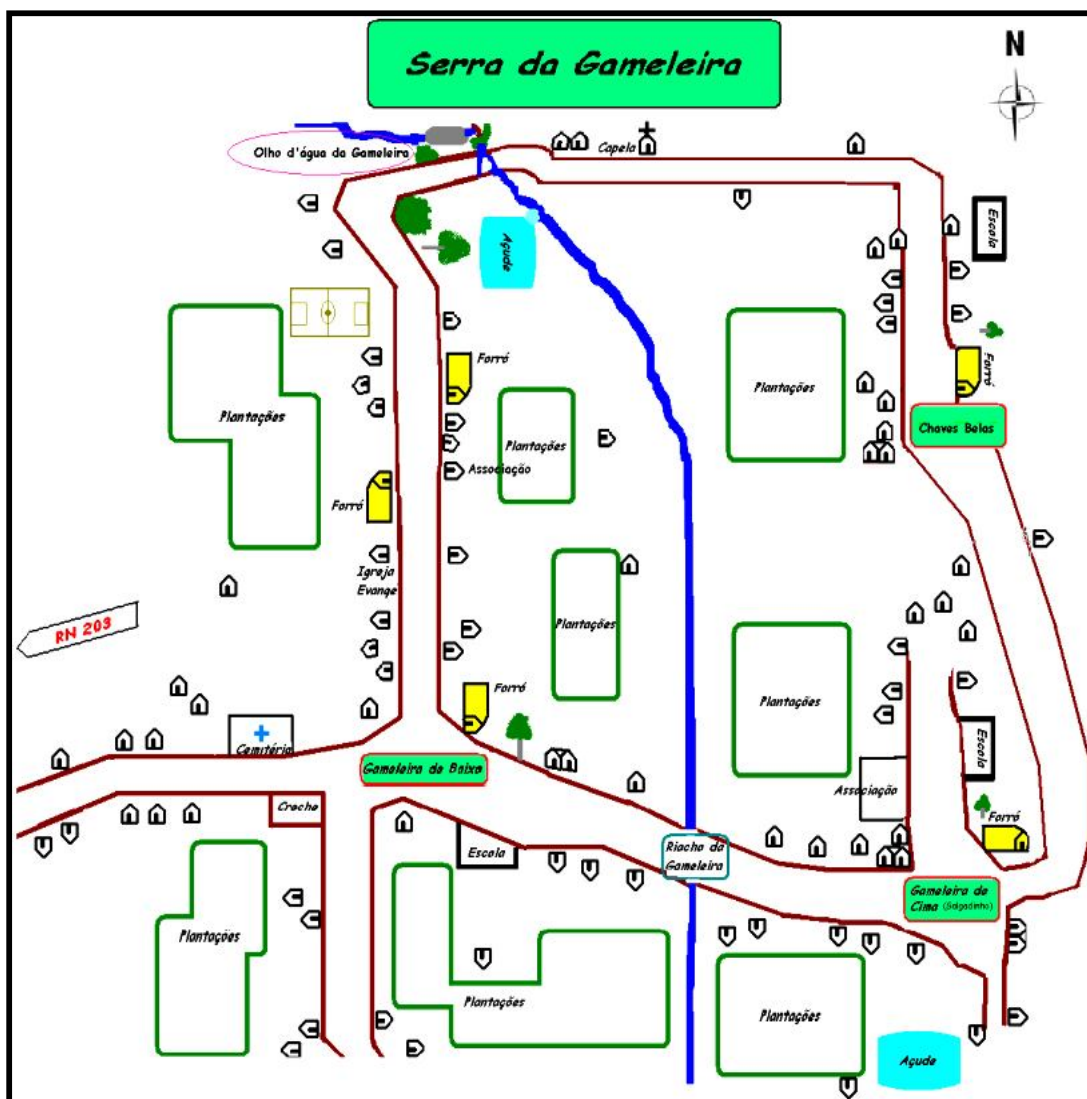 Serra da Gameleira
N
Olho d'água da Gameleira
Capela
Escola
Açude
Forró
Forró
Plantações
Plantações
Plantações
Chaves Belas
Associação
Forró
Igreja
Evange
Plantações
Plantações
RN 203
Forró
Cemitério
Escola
Gameleira de Baixo
Associação
Creche
Forró
Escola
Riacho da
Gameleira
Gameleira de
Cima (Salgadinho)
Plantações
Plantações
Plantações
Açude